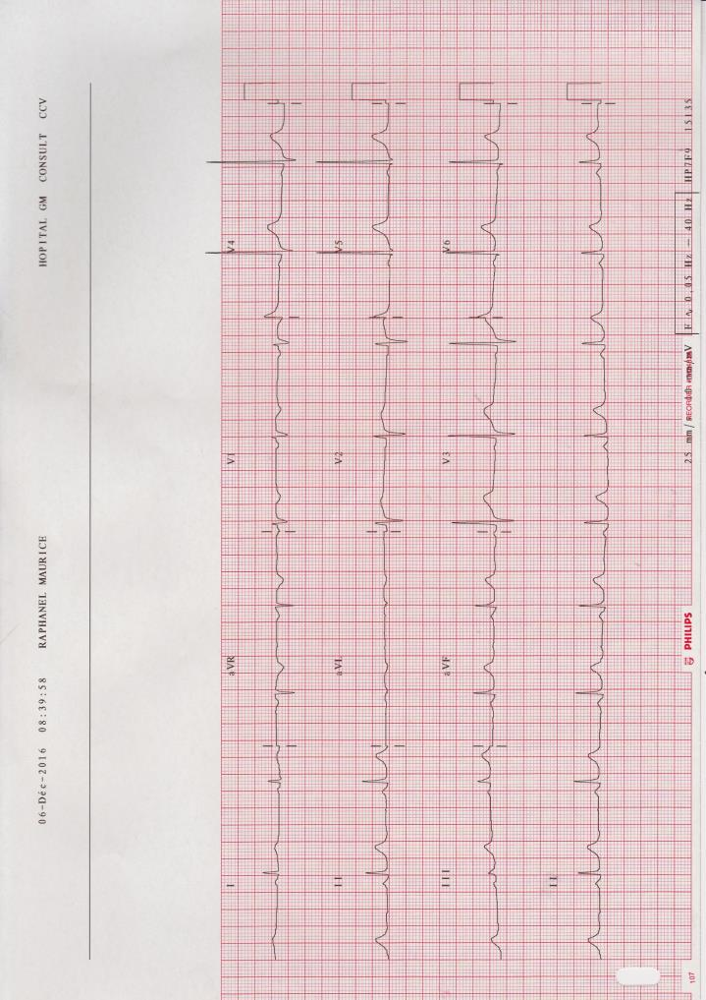 06-Déc-2016 08:39:58 RAPHANEL MAURICE HOPITAL GM CONSULT CCV
I aVR V1 V4
II aVL V2 V5
III aVF V3 V6
II
PHILIPS 25 mm/s F ∿ 0,05 Hz — 40 Hz HP7F9 15135
107